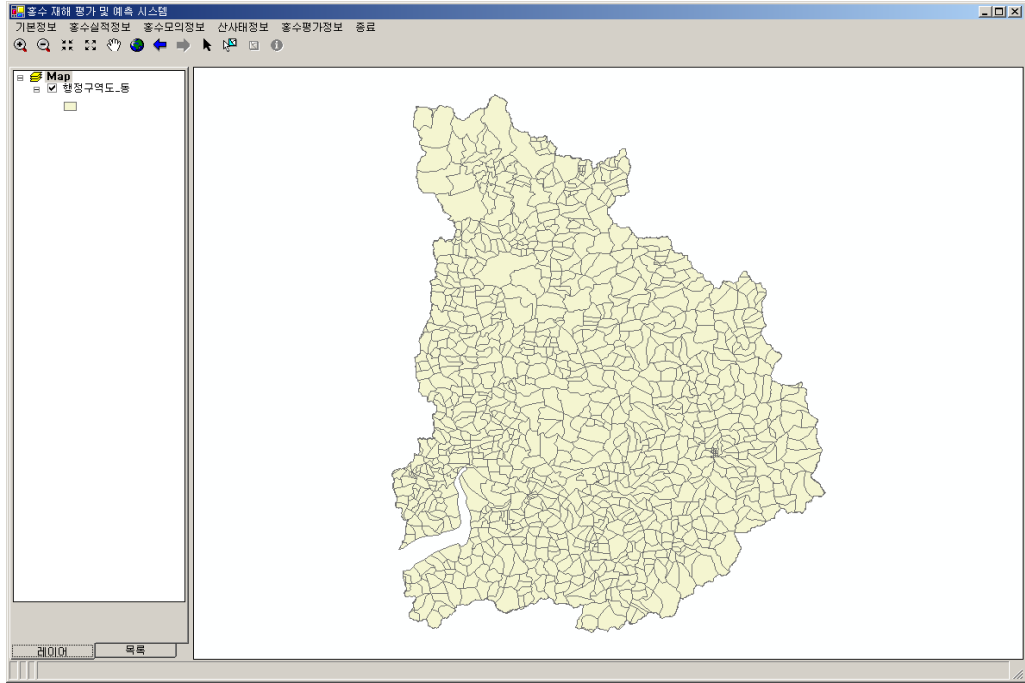 홍수 재해 평가 및 예측 시스템
기본정보 홍수실적정보 홍수모의정보 산사태정보 홍수평가정보 종료
Map
행정구역도_동
레이어 목록